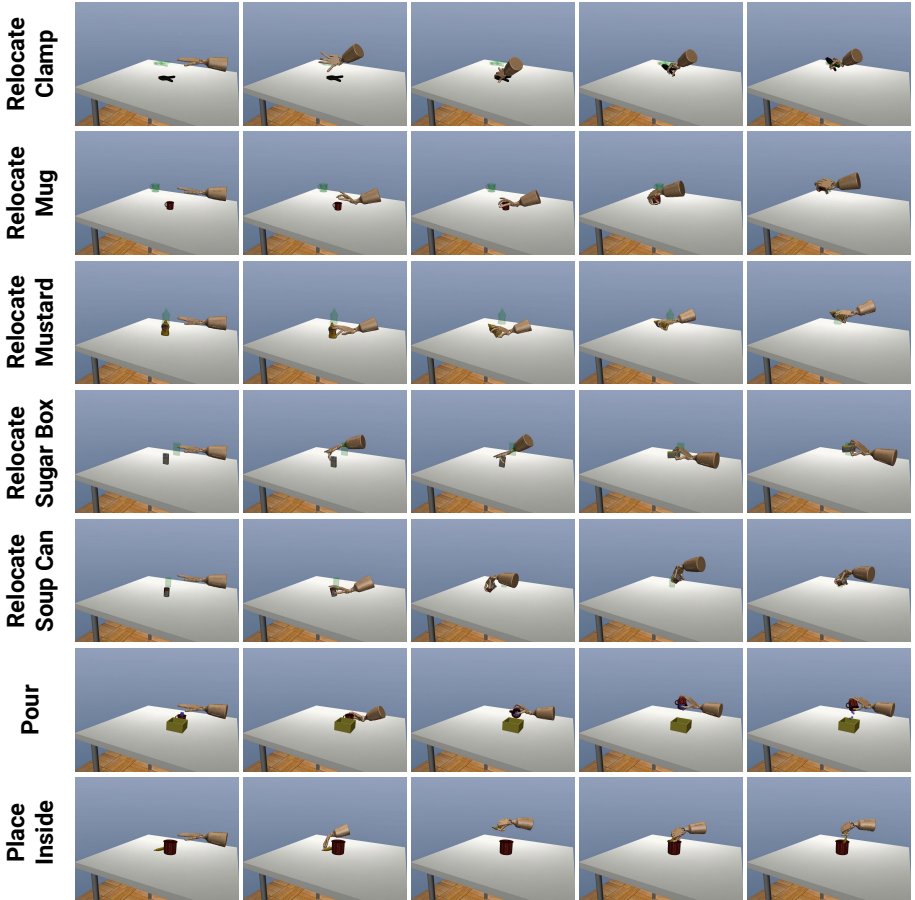 Relocate
Clamp
Relocate
Mug
Relocate
Mustard
Relocate
Sugar Box
Relocate
Soup Can
Pour
Place
Inside